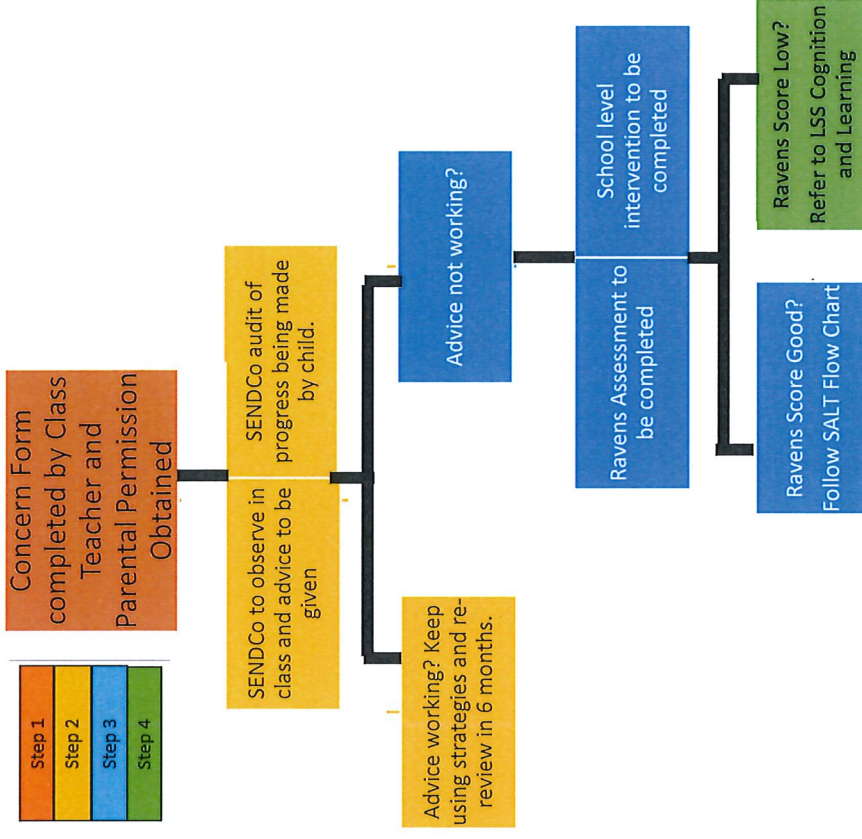 Step 1
Step 2
Step 3
Step 4
Concern Form
completed by Class
Teacher and
Parental Permission
Obtained
SENDCo to observe in
class and advice to be
given
SENDCo audit of
progress being made
by child.
Advice working? Keep
using strategies and re-
review in 6 months.
Advice not working?
Ravens Assessment to
be completed
School level
intervention to be
completed
Ravens Score Good?
Follow SALT Flow Chart
Ravens Score Low?
Refer to LSS Cognition
and Learning